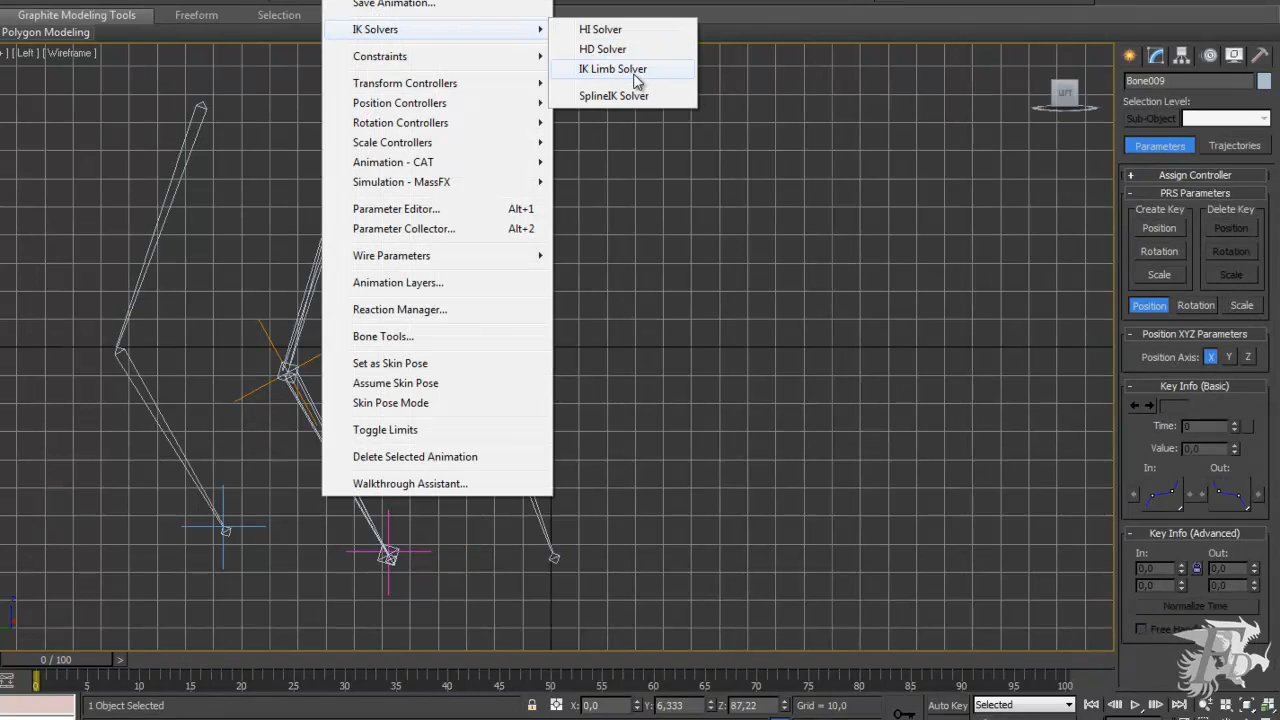 Graphite Modeling Tools Freeform Selection
Polygon Modeling
] [Left ] [Wireframe ]
Save Animation...
IK Solvers
Constraints
Transform Controllers
Position Controllers
Rotation Controllers
Scale Controllers
Animation - CAT
Simulation - MassFX
Parameter Editor... Alt+1
Parameter Collector... Alt+2
Wire Parameters
Animation Layers...
Reaction Manager...
Bone Tools...
Set as Skin Pose
Assume Skin Pose
Skin Pose Mode
Toggle Limits
Delete Selected Animation
Walkthrough Assistant...
HI Solver
HD Solver
IK Limb Solver
SplineIK Solver
LEFT
Bone009
Selection Level:
Sub-Object
Parameters Trajectories
+ Assign Controller
- PRS Parameters
Create Key Delete Key
Position Position
Rotation Rotation
Scale Scale
Position Rotation Scale
- Position XYZ Parameters
Position Axis: X Y Z
- Key Info (Basic)
Time: 0
Value: 0,0
In: Out:
- Key Info (Advanced)
In: Out:
0,0 0,0
0,0 0,0
Normalize Time
Free Hand
0 / 100 >
0 5 10 15 20 25 30 35 40 45 50 55 60 65 70 75 80 85 90 95 100
1 Object Selected X: 0,0 Y: 6,333 Z: 87,22 Grid = 10,0 Auto Key Selected